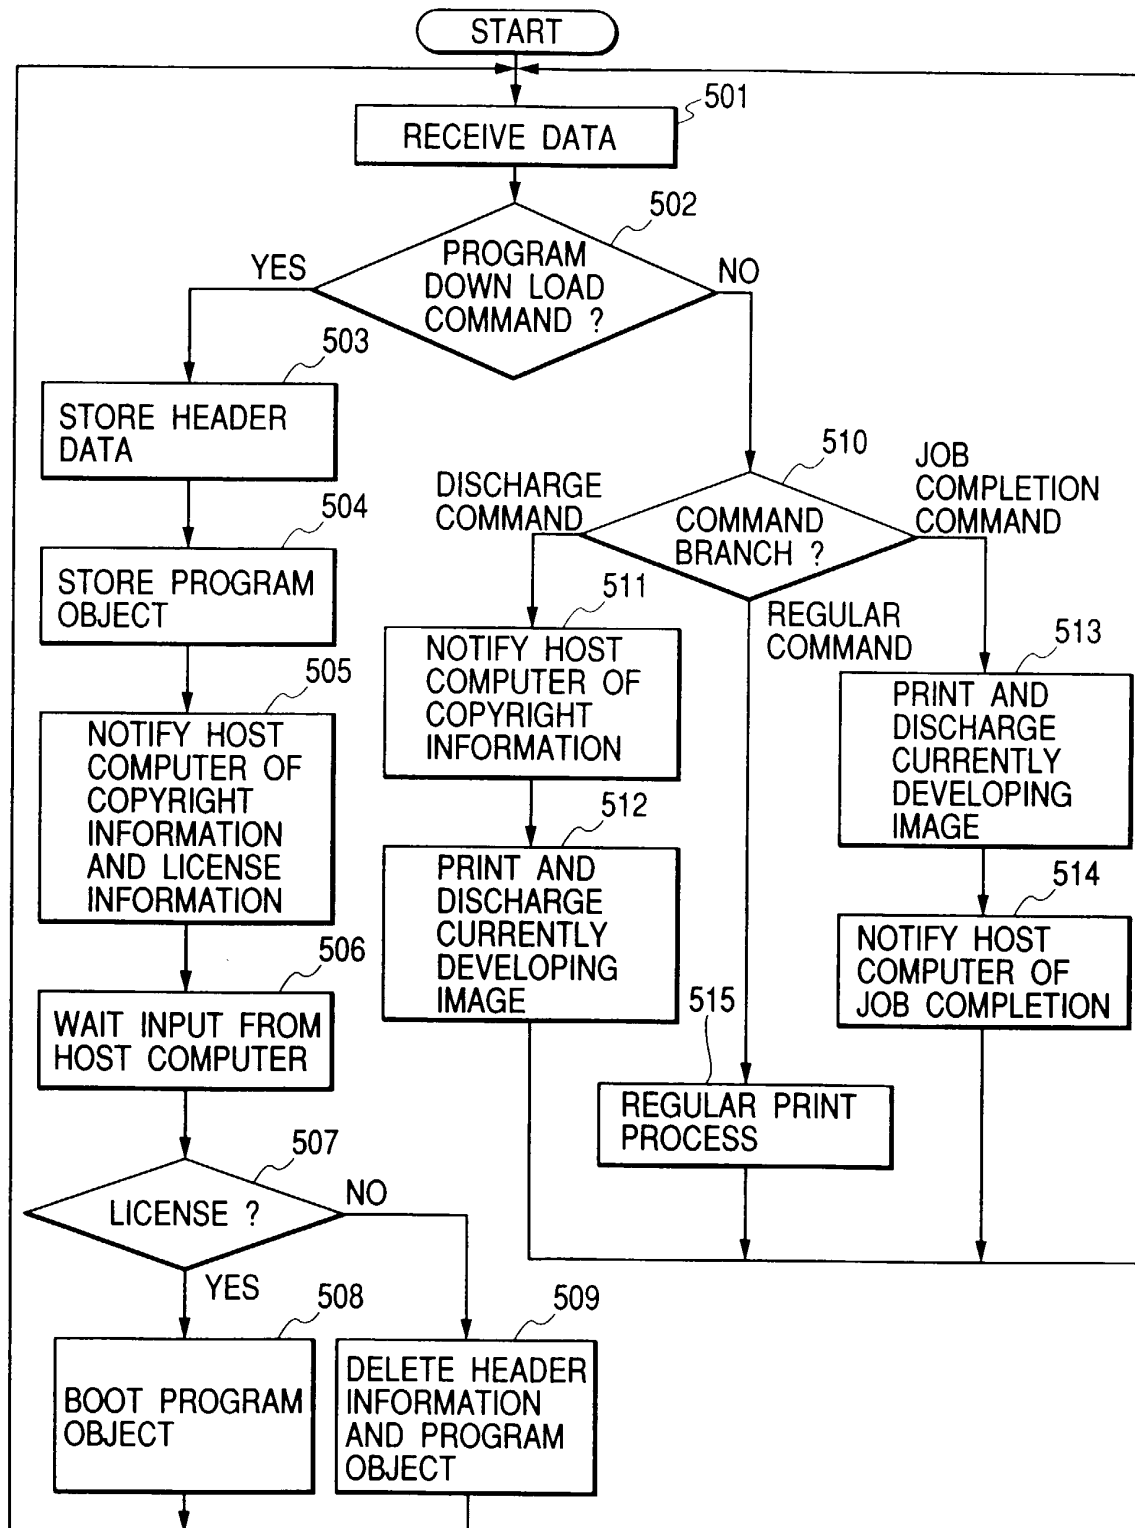 START
501
RECEIVE DATA
502
PROGRAM
DOWN LOAD
COMMAND ?
YES
NO
503
STORE HEADER
DATA
504
STORE PROGRAM
OBJECT
505
NOTIFY HOST
COMPUTER OF
COPYRIGHT
INFORMATION
AND LICENSE
INFORMATION
506
WAIT INPUT FROM
HOST COMPUTER
507
LICENSE ?
NO
YES
508
BOOT PROGRAM
OBJECT
509
DELETE HEADER
INFORMATION
AND PROGRAM
OBJECT
510
COMMAND
BRANCH ?
DISCHARGE
COMMAND
JOB
COMPLETION
COMMAND
REGULAR
COMMAND
511
NOTIFY HOST
COMPUTER OF
COPYRIGHT
INFORMATION
512
PRINT AND
DISCHARGE
CURRENTLY
DEVELOPING
IMAGE
513
PRINT AND
DISCHARGE
CURRENTLY
DEVELOPING
IMAGE
514
NOTIFY HOST
COMPUTER OF
JOB COMPLETION
515
REGULAR PRINT
PROCESS